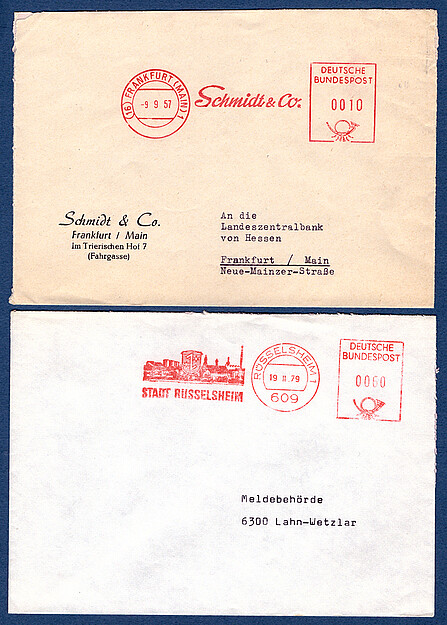 (16) FRANKFURT (MAIN) 1
-9 9 57
Schmidt & Co.
DEUTSCHE
BUNDESPOST
0010
Schmidt & Co.
Frankfurt / Main
Im Trierischen Hof 7
(Fahrgasse)
An die
Landeszentralbank
von Hessen
Frankfurt / Main
Neue-Mainzer-Straße
STADT RÜSSELSHEIM
RÜSSELSHEIM 1
19 11 79
609
DEUTSCHE
BUNDESPOST
0060
Meldebehörde
6300 Lahn-Wetzlar